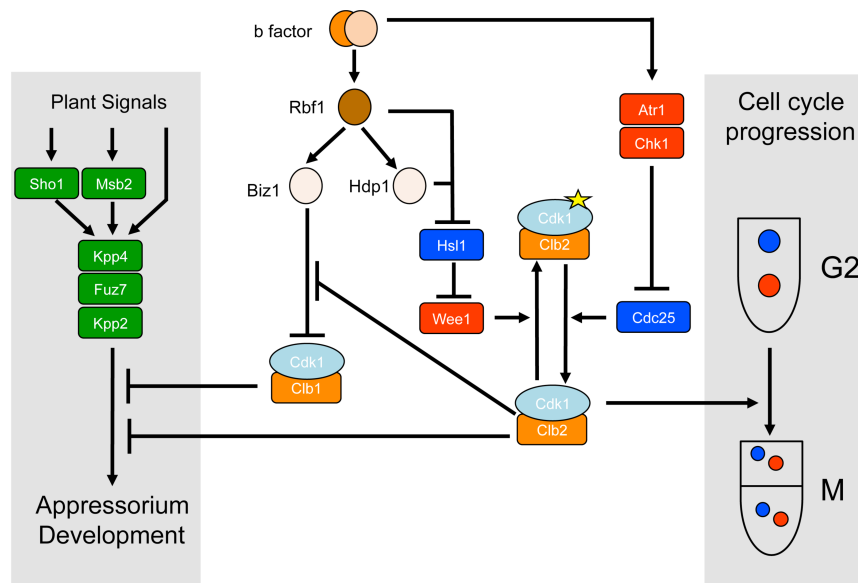 b factor
Plant Signals
Sho1
Msb2
Kpp4
Fuz7
Kpp2
Appressorium
Development
Rbf1
Biz1
Hdp1
Hsl1
Wee1
Cdk1
Clb1
Cdk1
Clb2
Cdk1
Clb2
Atr1
Chk1
Cdc25
Cell cycle
progression
G2
M